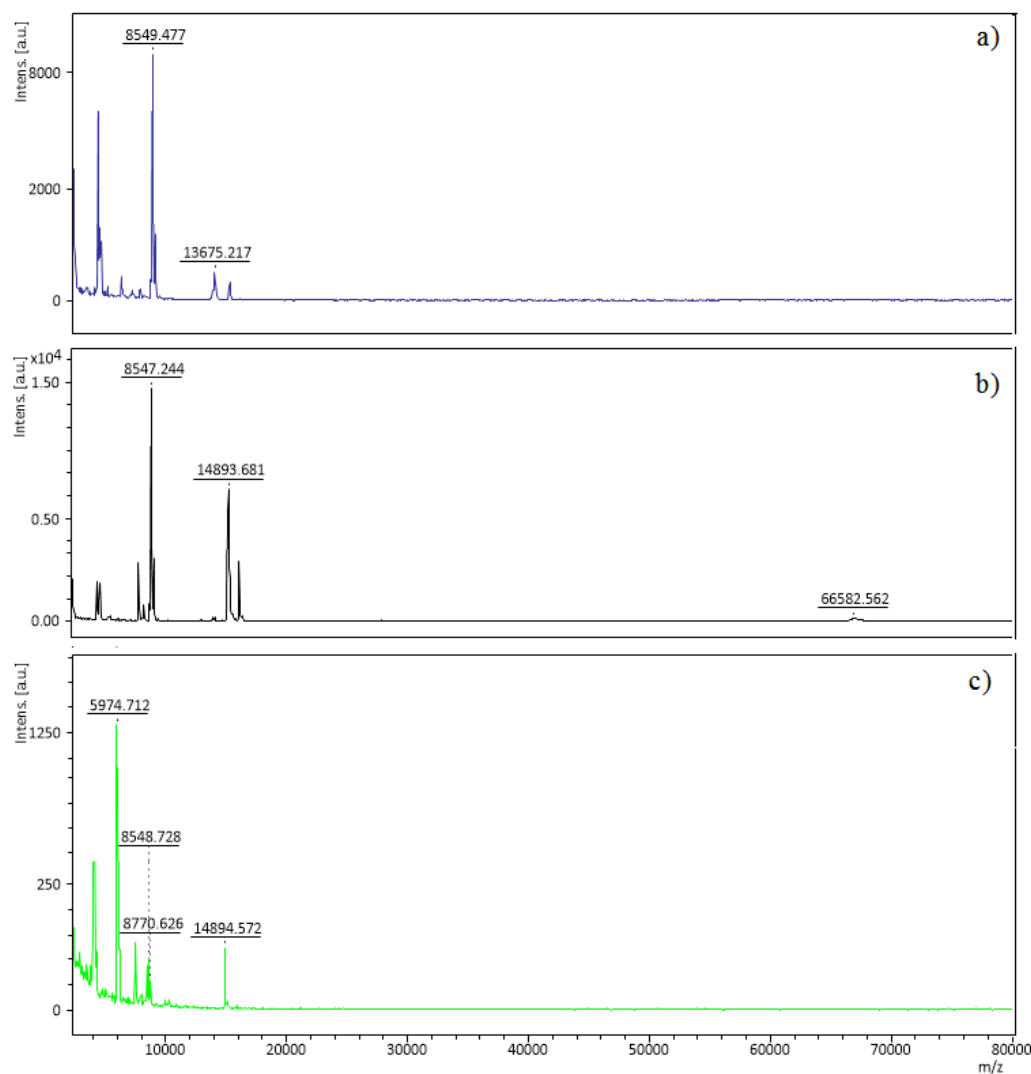 a)
Intens. [a.u.]
8549.477
8000
2000
13675.217
0
b)
Intens. [a.u.]
x10⁴
8547.244
1.50
14893.681
0.50
66582.562
0.00
c)
Intens. [a.u.]
5974.712
1250
8548.728
250
8770.626
14894.572
0
10000 20000 30000 40000 50000 60000 70000 80000
m/z